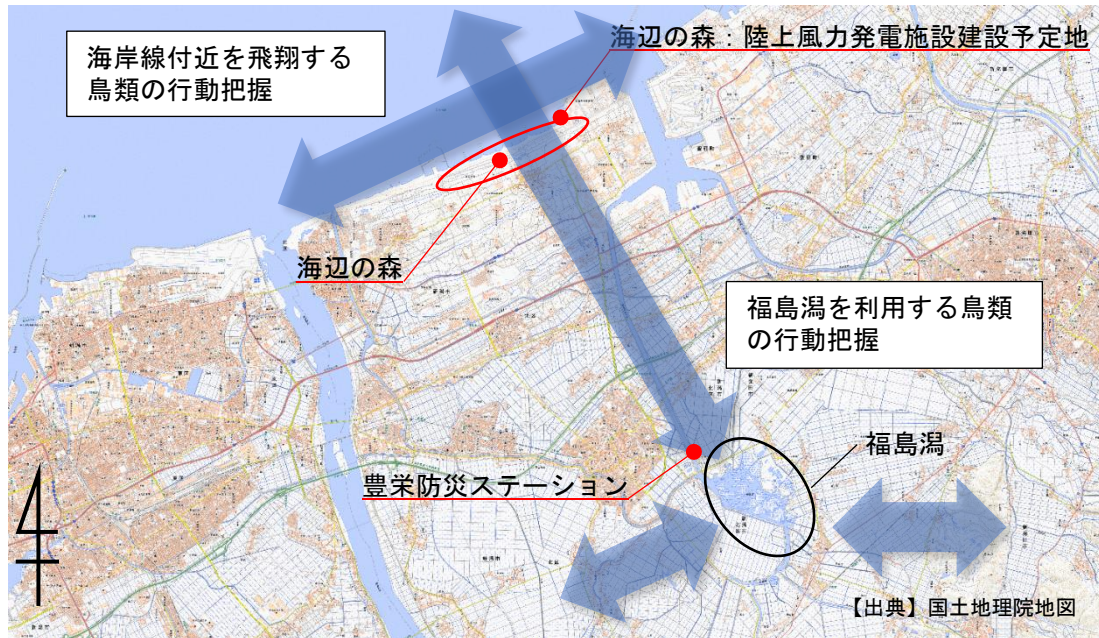 海岸線付近を飛翔する
鳥類の行動把握
海辺の森：陸上風力発電施設建設予定地
海辺の森
福島潟を利用する鳥類
の行動把握
福島潟
豊栄防災ステーション
【出典】国土地理院地図